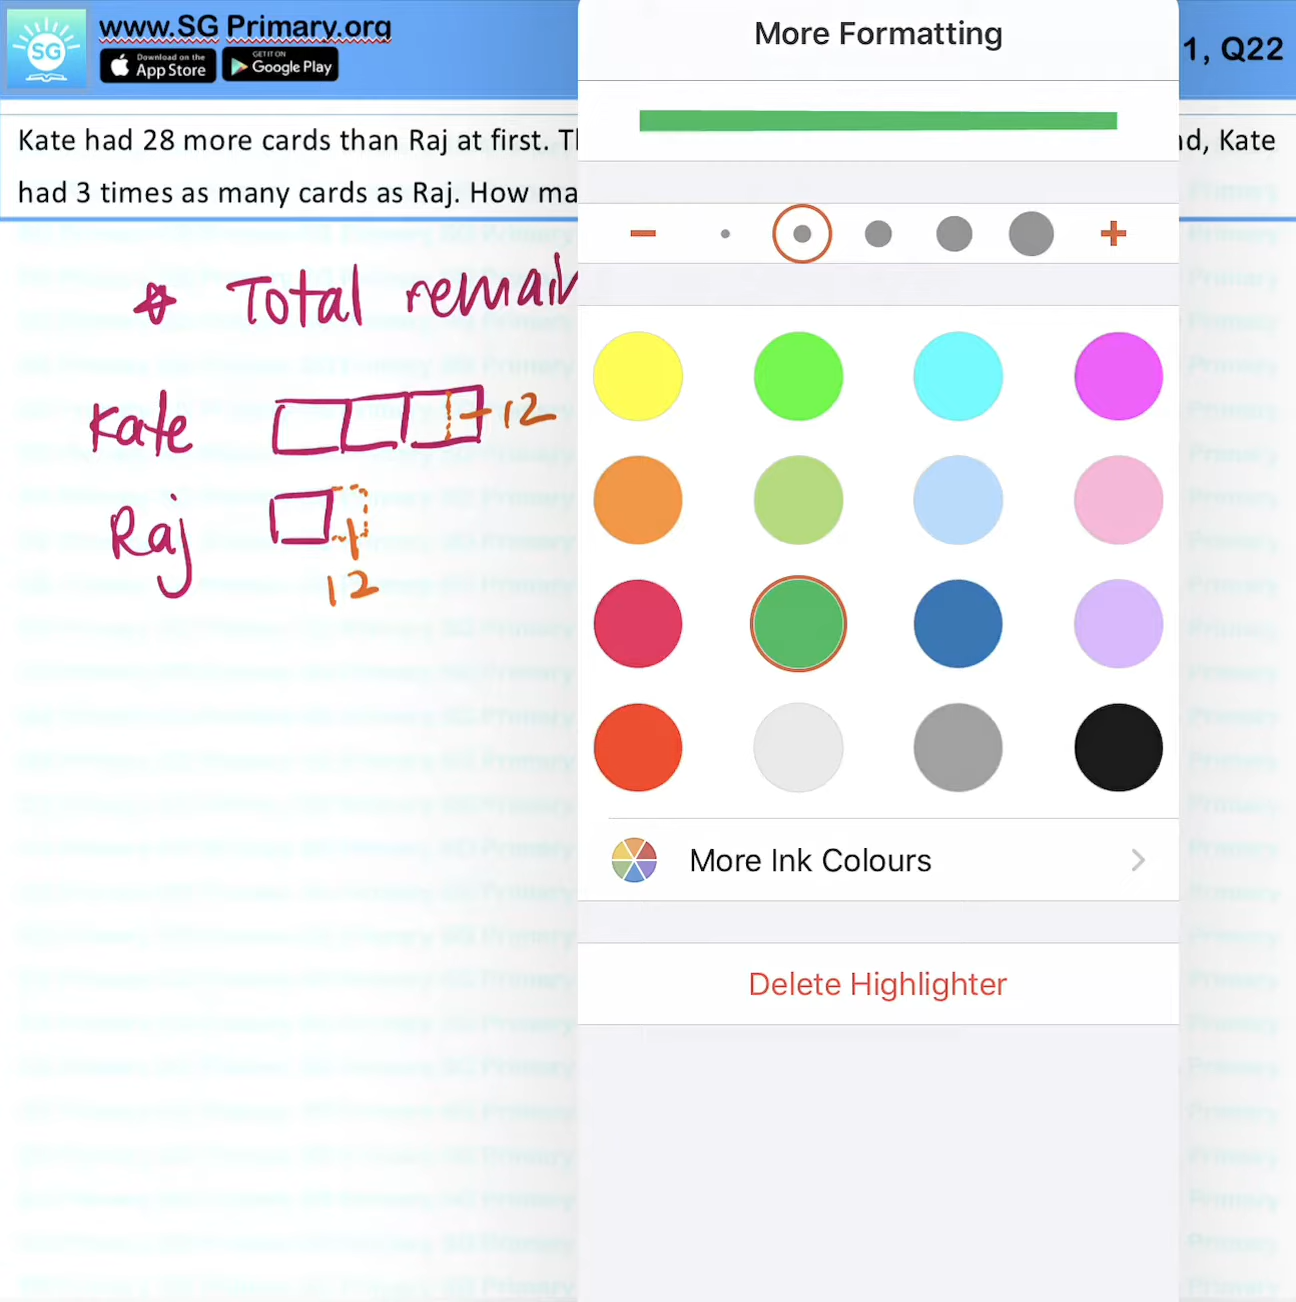 www.SG Primary.org
SG
Download on the
App Store
GET IT ON
Google Play
More Formatting
1, Q22
Kate had 28 more cards than Raj at first. Kate
had 3 times as many cards as Raj. How
Total
Kate
12
Raj
12
More Ink Colours
Delete Highlighter